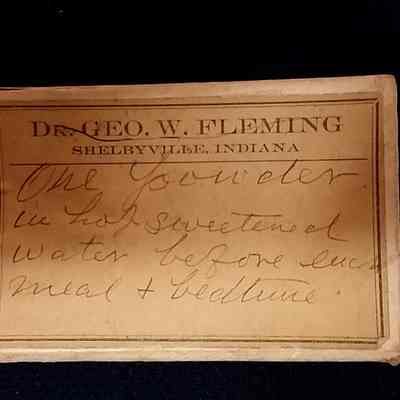 DR. GEO. W. FLEMING
SHELBYVILLE, INDIANA
One powder
in hot sweetened
water before each
meal + bedtime.